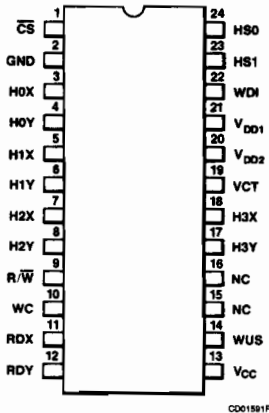 1 24
C̅S̅ HS0
2 23
GND HS1
3 22
H0X WDI
4 21
H0Y VDD1
5 20
H1X VDD2
6 19
H1Y VCT
7 18
H2X H3X
8 17
H2Y H3Y
9 16
R/W̅ NC
10 15
WC NC
11 14
RDX WUS
12 13
RDY VCC
CD01591F